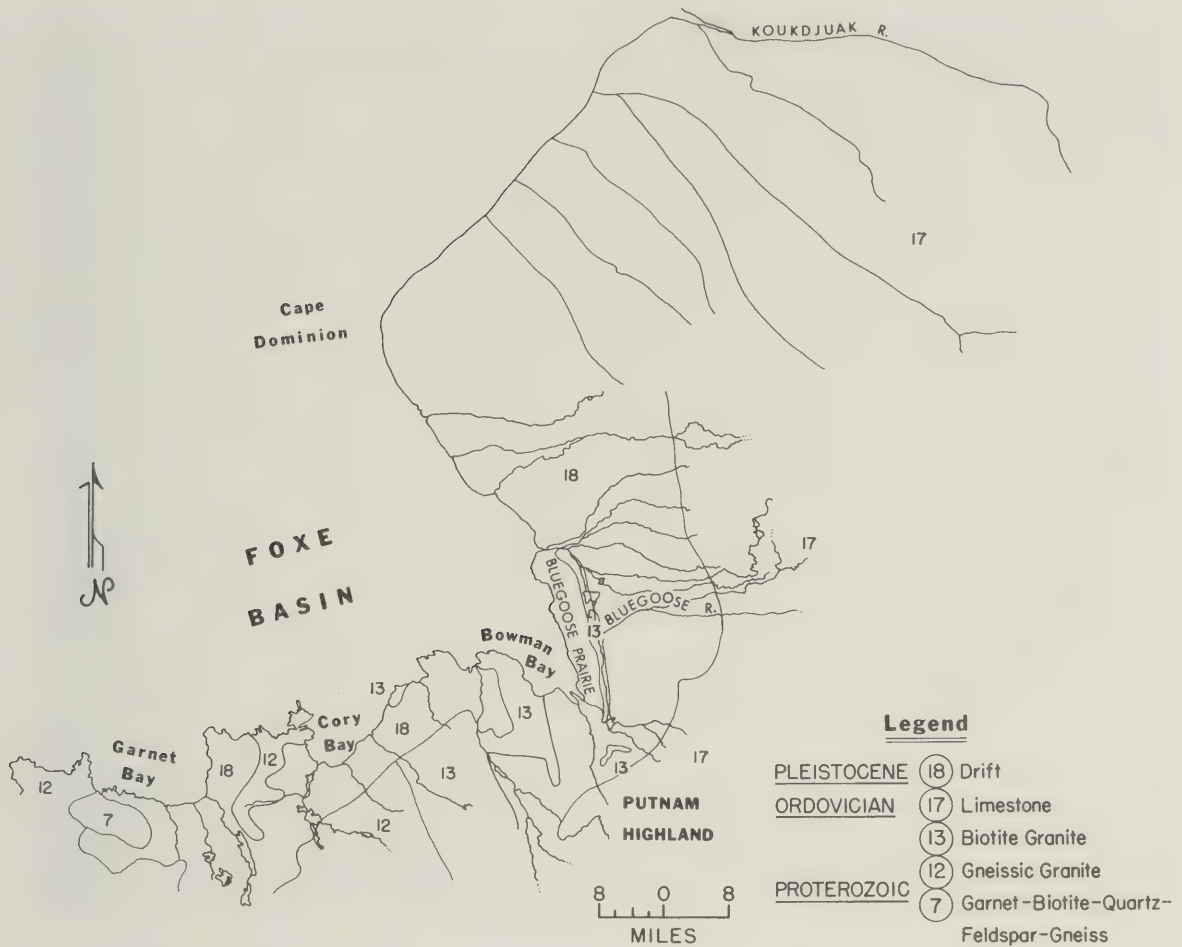 KOUKDJUAK R.
17
Cape
Dominion
18
FOXE
BASIN
N
17
BLUEGOOSE PRAIRIE
BLUEGOOSE R.
13
Bowman
Bay
13
13
Cory
Bay
18
Garnet
Bay
18
12
12
13
13
17
7
12
PUTNAM
HIGHLAND
8 0 8
MILES
Legend
PLEISTOCENE 18 Drift
ORDOVICIAN 17 Limestone
13 Biotite Granite
12 Gneissic Granite
PROTEROZOIC 7 Garnet-Biotite-Quartz-
Feldspar-Gneiss